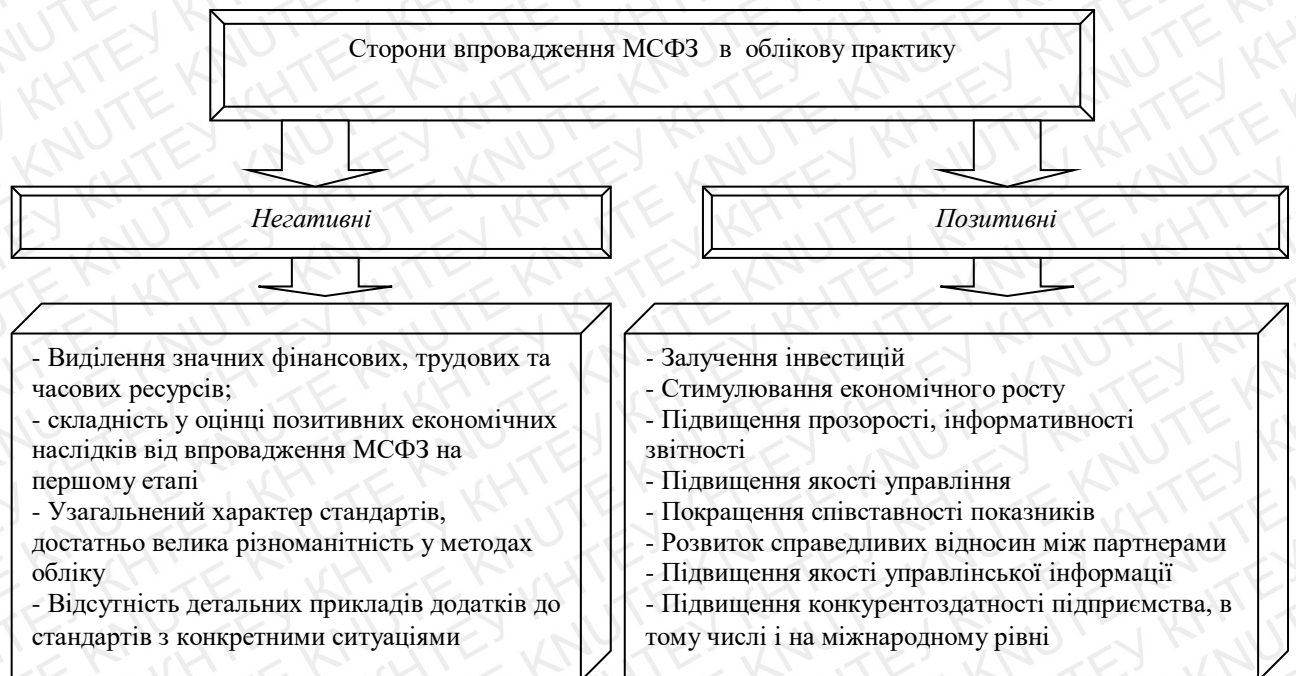 Сторони впровадження МСФЗ в облікову практику
Негативні
Позитивні
- Виділення значних фінансових, трудових та
часових ресурсів;
- складність у оцінці позитивних економічних
наслідків від впровадження МСФЗ на
першому етапі
- Узагальнений характер стандартів,
достатньо велика різноманітність у методах
обліку
- Відсутність детальних прикладів додатків до
стандартів з конкретними ситуаціями
- Залучення інвестицій
- Стимулювання економічного росту
- Підвищення прозорості, інформативності
звітності
- Підвищення якості управління
- Покращення співставності показників
- Розвиток справедливих відносин між партнерами
- Підвищення якості управлінської інформації
- Підвищення конкурентоздатності підприємства, в
тому числі і на міжнародному рівні